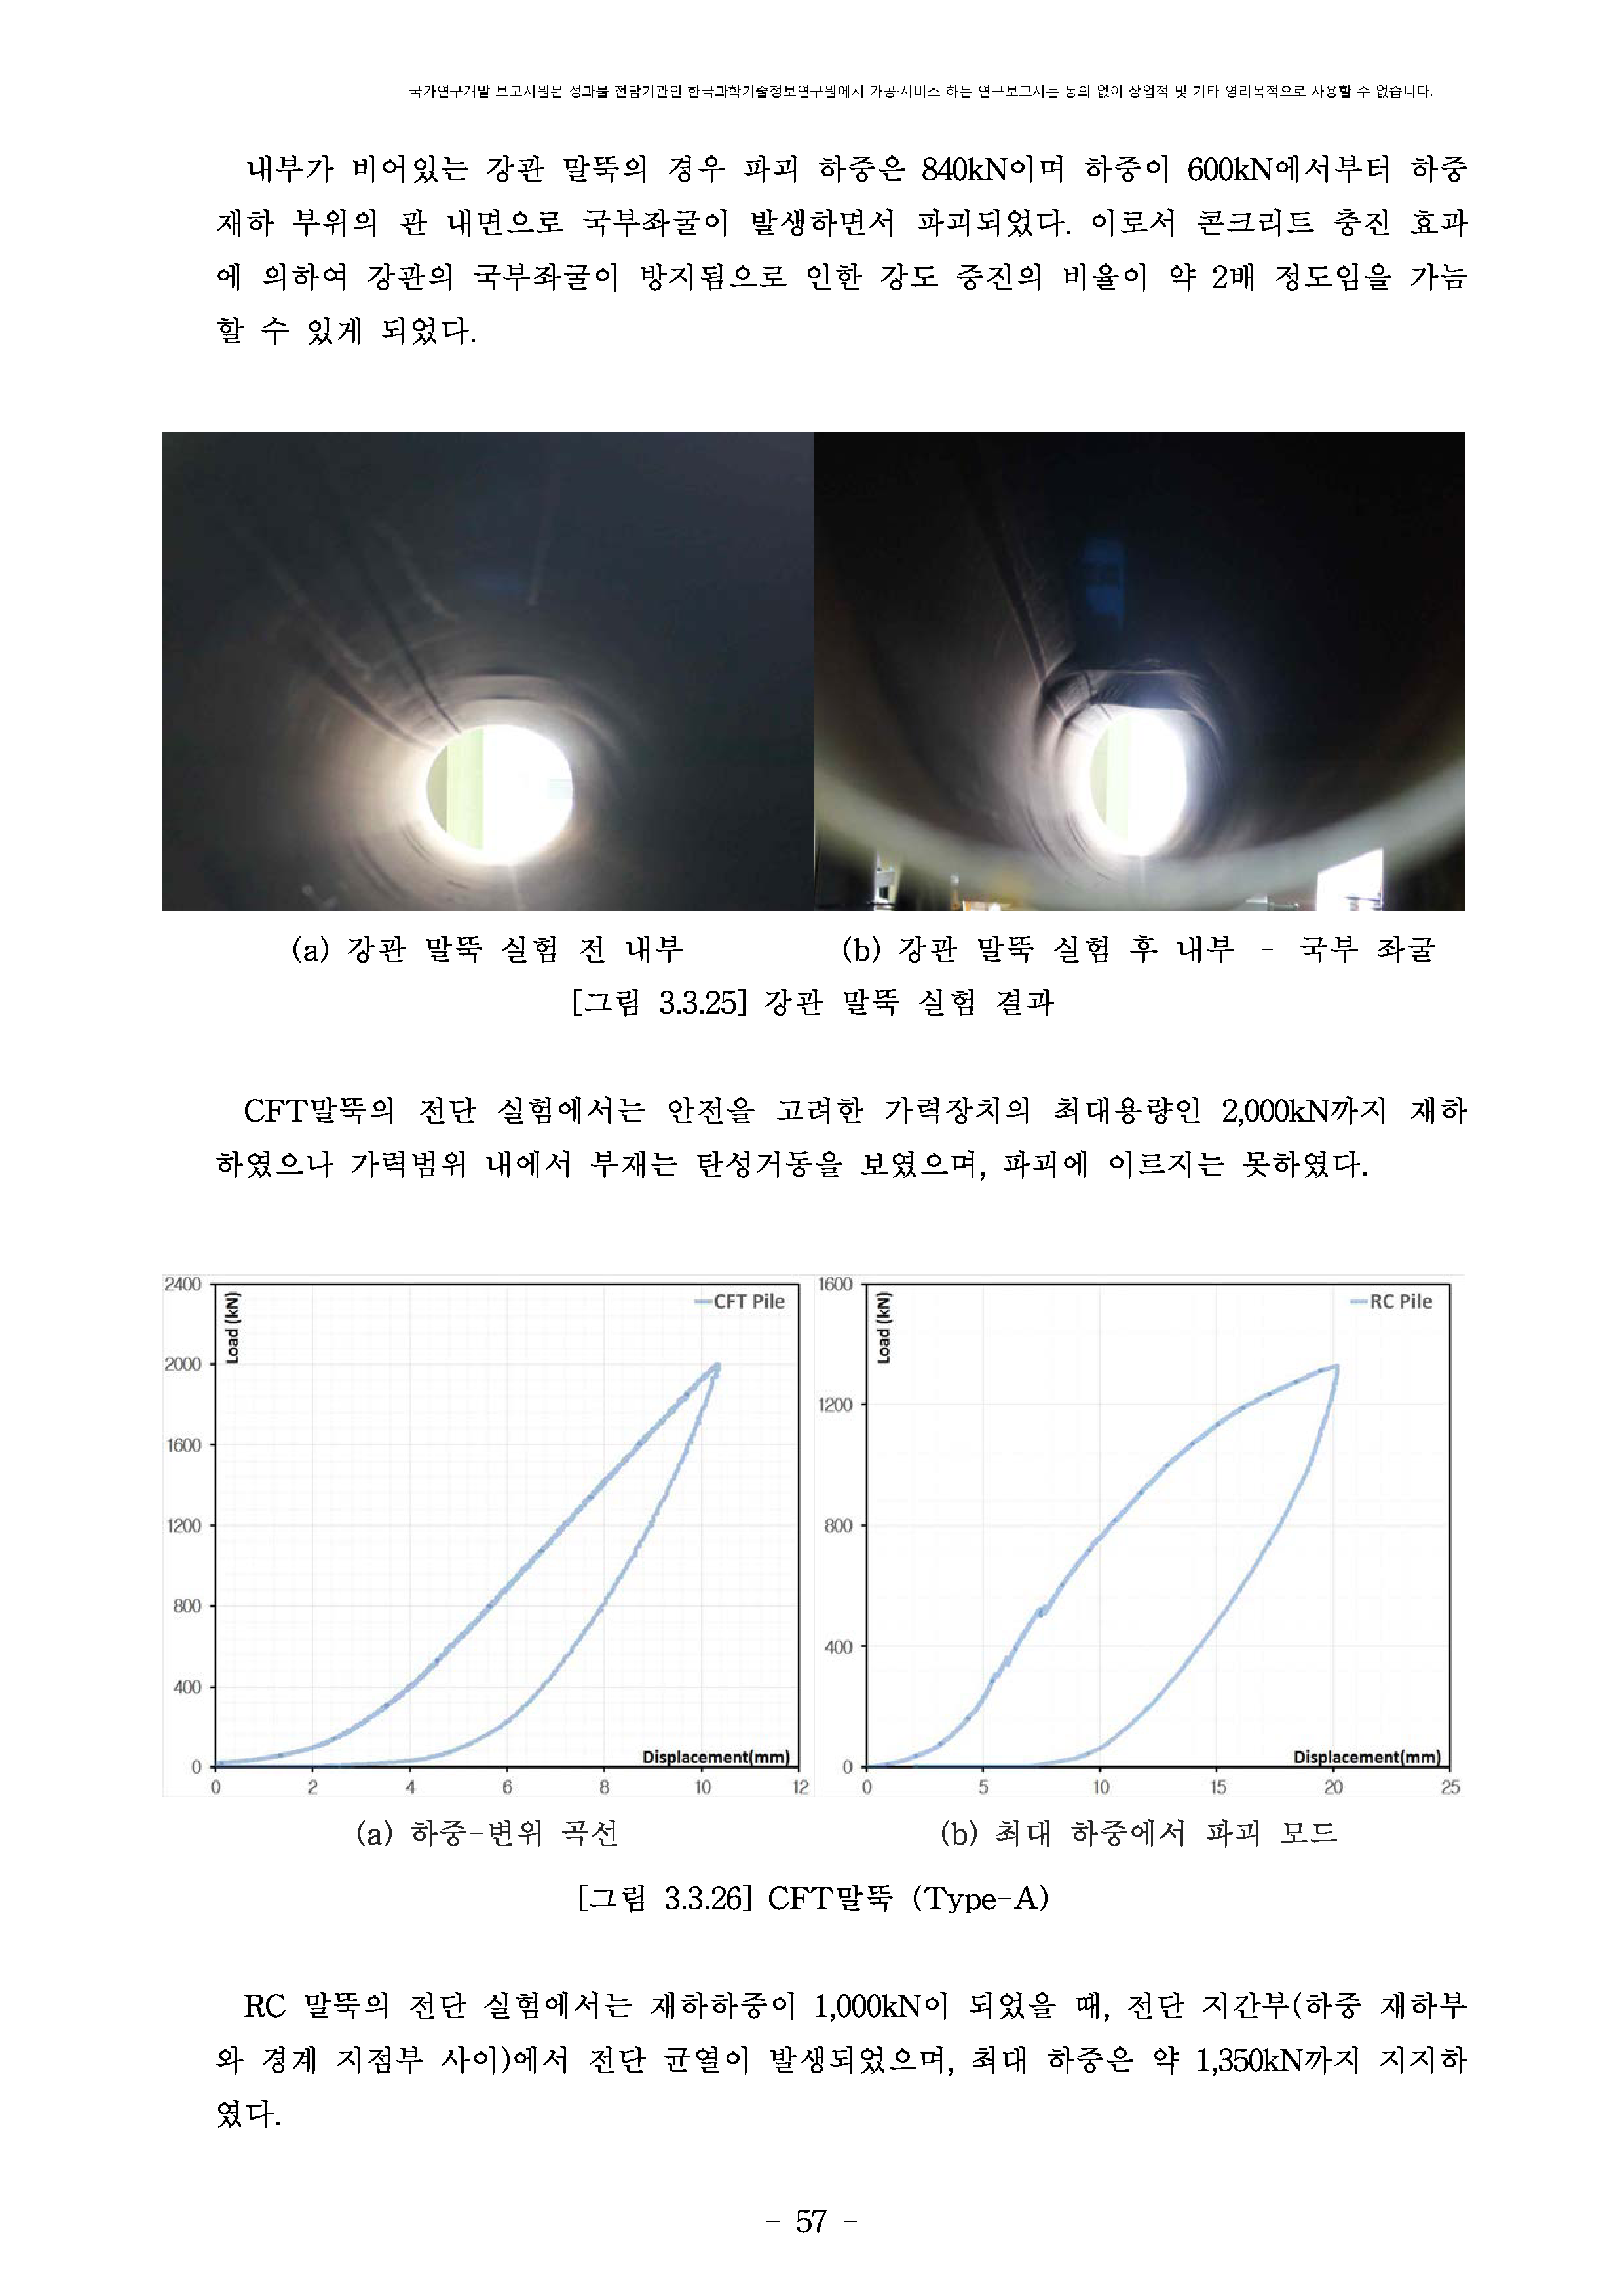 국가연구개발 보고서원문 성과물 전담기관인 한국과학기술정보연구원에서 가공·서비스 하는 연구보고서는 동의 없이 상업적 및 기타 영리목적으로 사용할 수 없습니다.
내부가 비어있는 강관 말뚝의 경우 파괴 하중은 840kN이며 하중이 600kN에서부터 하중
재하 부위의 관 내면으로 국부좌굴이 발생하면서 파괴되었다. 이로서 콘크리트 충진 효과
에 의하여 강관의 국부좌굴이 방지됨으로 인한 강도 증진의 비율이 약 2배 정도임을 가늠
할 수 있게 되었다.
(a) 강관 말뚝 실험 전 내부
(b) 강관 말뚝 실험 후 내부 - 국부 좌굴
[그림 3.3.25] 강관 말뚝 실험 결과
CFT말뚝의 전단 실험에서는 안전을 고려한 가력장치의 최대용량인 2,000kN까지 재하
하였으나 가력범위 내에서 부재는 탄성거동을 보였으며, 파괴에 이르지는 못하였다.
2400
2000
1600
1200
800
400
0
Load (kN)
CFT Pile
Displacement(mm)
0 2 4 6 8 10 12
1600
1200
800
400
0
Load (kN)
RC Pile
Displacement(mm)
0 5 10 15 20 25
(a) 하중-변위 곡선
(b) 최대 하중에서 파괴 모드
[그림 3.3.26] CFT말뚝 (Type-A)
RC 말뚝의 전단 실험에서는 재하하중이 1,000kN이 되었을 때, 전단 지간부(하중 재하부
와 경계 지점부 사이)에서 전단 균열이 발생되었으며, 최대 하중은 약 1,350kN까지 지지하
였다.
- 57 -